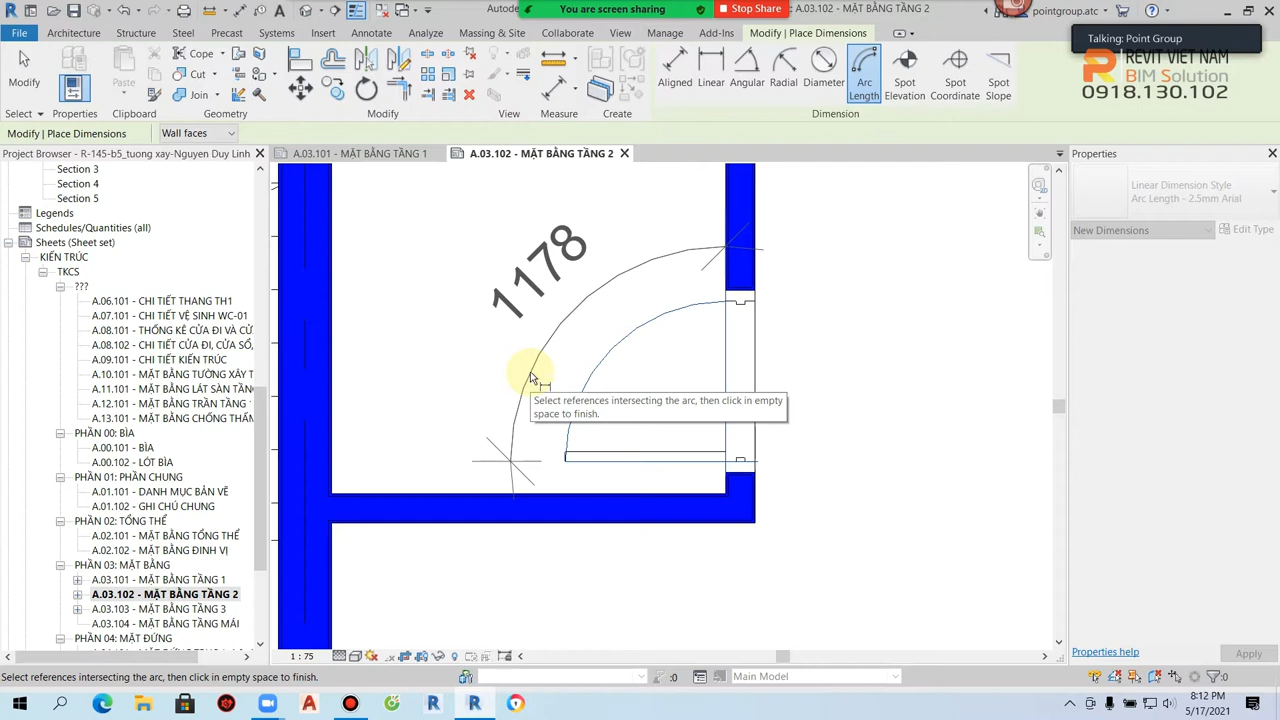 Autodes
You are screen sharing
Stop Share
A.03.102 - MẶT BẰNG TẦNG 2
pointgroup.atc
Talking: Point Group
File
Architecture
Structure
Steel
Precast
Systems
Insert
Annotate
Analyze
Massing & Site
Collaborate
View
Manage
Add-Ins
Modify | Place Dimensions
REVIT VIET NAM
BIM Solution
0918.130.102
Modify
Paste
Cope
Cut
Join
Aligned
Linear
Angular
Radial
Diameter
Arc Length
Spot Elevation
Spot Coordinate
Spot Slope
Select
Properties
Clipboard
Geometry
Modify
View
Measure
Create
Dimension
Modify | Place Dimensions
Wall faces
Project Browser - R-145-b5_tuong xay-Nguyen Duy Linh
A.03.101 - MẶT BẰNG TẦNG 1
A.03.102 - MẶT BẰNG TẦNG 2
Properties
Section 3
Section 4
Section 5
Legends
Schedules/Quantities (all)
Sheets (Sheet set)
KIẾN TRÚC
TKCS
???
A.06.101 - CHI TIẾT THANG TH1
A.07.101 - CHI TIẾT VỆ SINH WC-01
A.08.101 - THỐNG KÊ CỬA ĐI VÀ CỬ
A.08.102 - CHI TIẾT CỬA ĐI, CỬA SỔ,
A.09.101 - CHI TIẾT KIẾN TRÚC
A.10.101 - MẶT BẰNG TƯỜNG XÂY T
A.11.101 - MẶT BẰNG LÁT SÀN TẦNG
A.12.101 - MẶT BẰNG TRẦN TẦNG 1
A.13.101 - MẶT BẰNG CHỐNG THẤM
PHẦN 00: BÌA
A.00.101 - BÌA
A.00.102 - LÓT BÌA
PHẦN 01: PHẦN CHUNG
A.01.101 - DANH MỤC BẢN VẼ
A.01.102 - GHI CHÚ CHUNG
PHẦN 02: TỔNG THỂ
A.02.101 - MẶT BẰNG TỔNG THỂ
A.02.102 - MẶT BẰNG ĐỊNH VỊ
PHẦN 03: MẶT BẰNG
A.03.101 - MẶT BẰNG TẦNG 1
A.03.102 - MẶT BẰNG TẦNG 2
A.03.103 - MẶT BẰNG TẦNG 3
A.03.104 - MẶT BẰNG TẦNG MÁI
PHẦN 04: MẶT ĐỨNG
1178
Select references intersecting the arc, then click in empty
space to finish.
Linear Dimension Style
Arc Length - 2.5mm Arial
New Dimensions
Edit Type
Properties help
Apply
1 : 75
Select references intersecting the arc, then click in empty space to finish.
:0
Main Model
:0
8:12 PM
5/17/2021